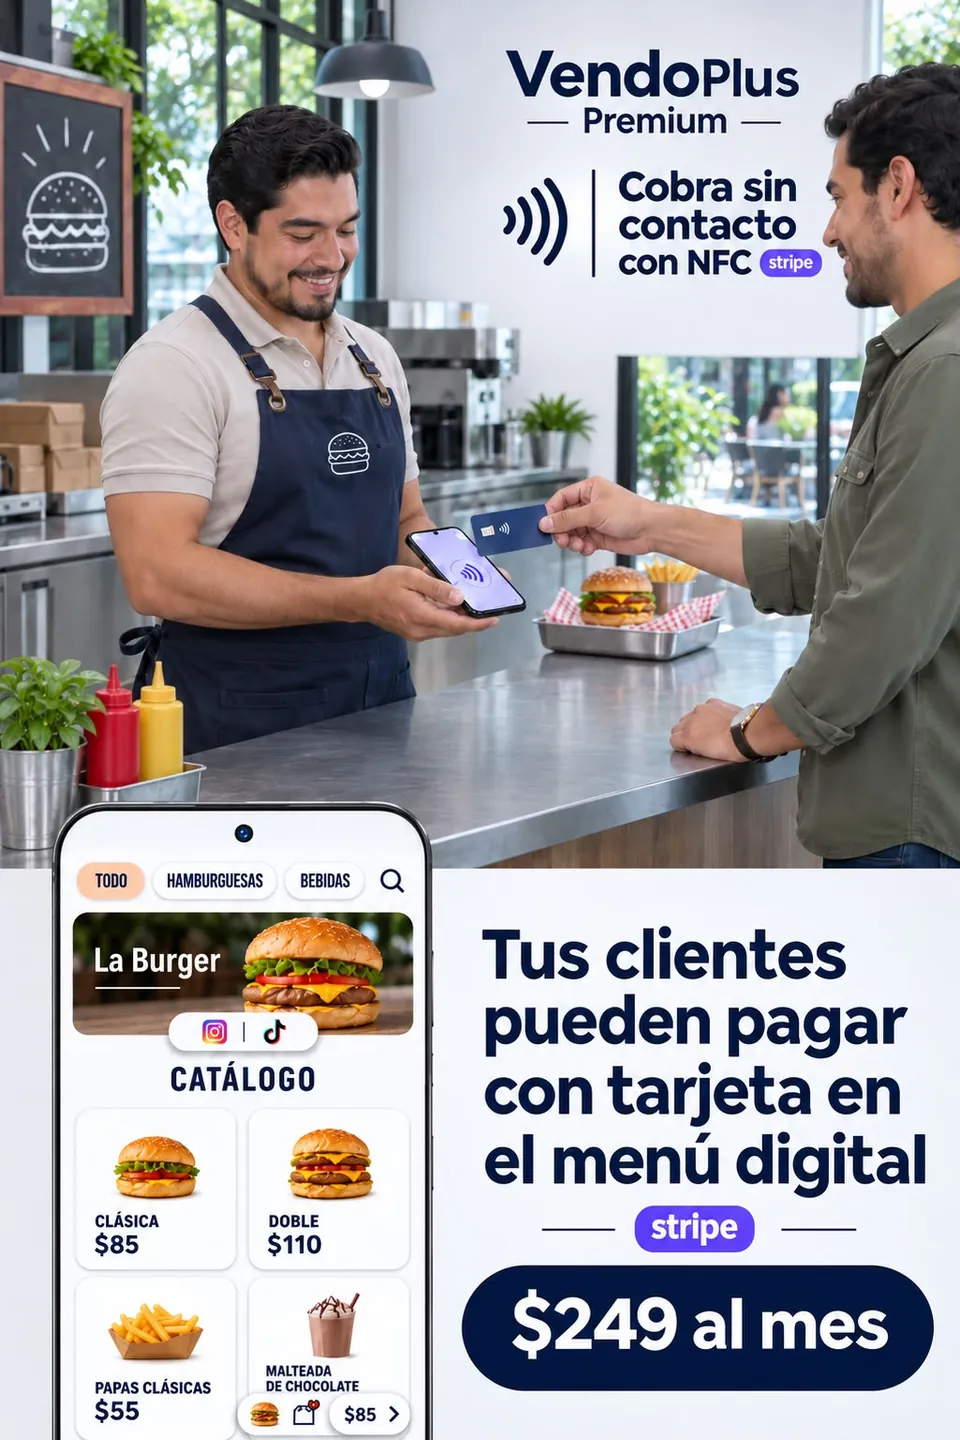 VendoPlus
Premium
Cobra sin
contacto
con NFC stripe
TODO
HAMBURGUESAS
BEBIDAS
La Burger
CATÁLOGO
CLÁSICA
$85
DOBLE
$110
PAPAS CLÁSICAS
$55
MALTEADA
DE CHOCOLATE
$85
Tus clientes
pueden pagar
con tarjeta en
el menú digital
stripe
$249 al mes